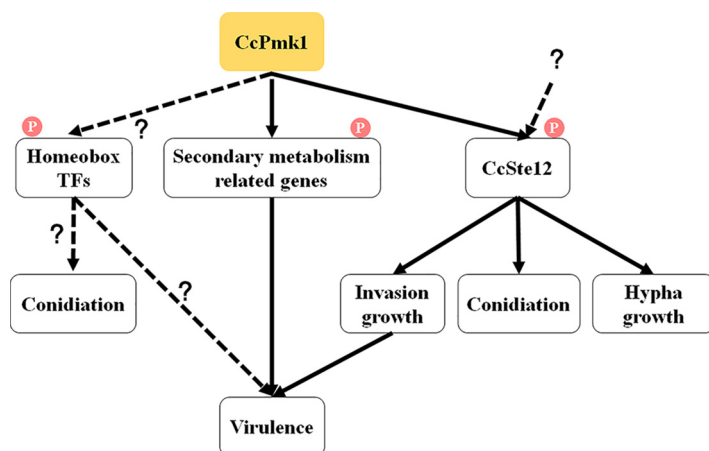 CcPmk1
?
?
P
P
P
Homeobox
TFs
Secondary metabolism
related genes
CcSte12
?
?
Conidiation
Invasion
growth
Conidiation
Hypha
growth
Virulence